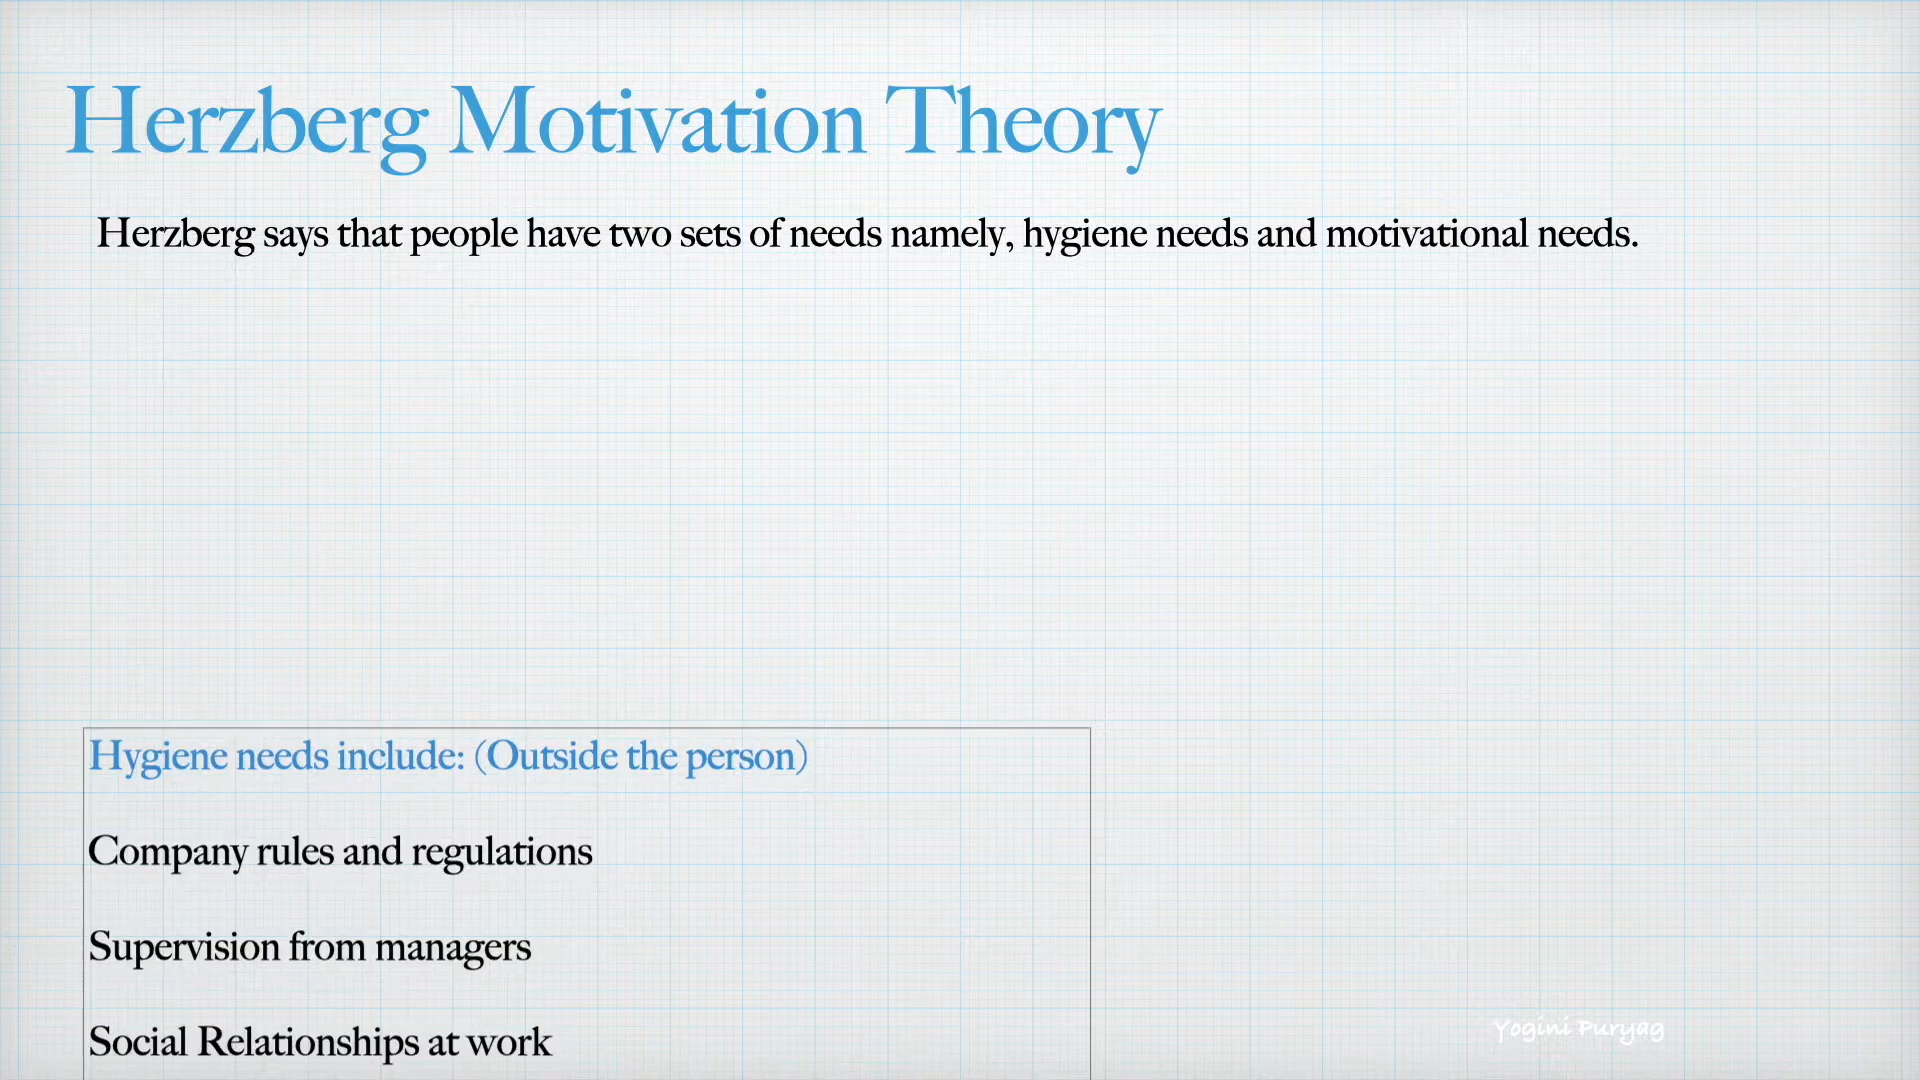 Herzberg Motivation Theory
Herzberg says that people have two sets of needs namely, hygiene needs and motivational needs.
Hygiene needs include: (Outside the person)
Company rules and regulations
Supervision from managers
Social Relationships at work
Yogini Puryag